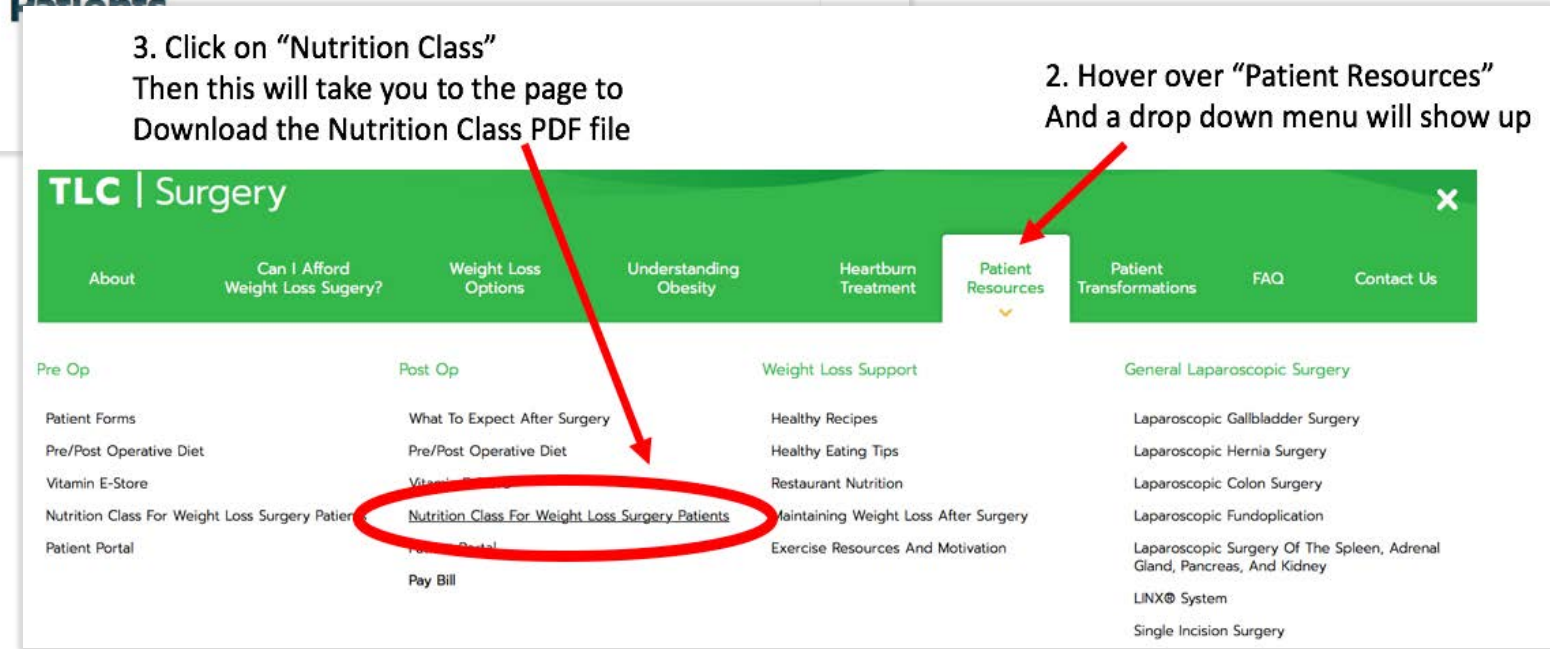 Patients
3. Click on “Nutrition Class”
Then this will take you to the page to
Download the Nutrition Class PDF file
2. Hover over “Patient Resources”
And a drop down menu will show up
TLC | Surgery
About
Can I Afford
Weight Loss Sugery?
Weight Loss
Options
Understanding
Obesity
Heartburn
Treatment
Patient
Resources
Patient
Transformations
FAQ
Contact Us
Pre Op
Patient Forms
Pre/Post Operative Diet
Vitamin E-Store
Nutrition Class For Weight Loss Surgery Patients
Patient Portal
Post Op
What To Expect After Surgery
Pre/Post Operative Diet
Vitamin E-Store
Nutrition Class For Weight Loss Surgery Patients
Patient Portal
Pay Bill
Weight Loss Support
Healthy Recipes
Healthy Eating Tips
Restaurant Nutrition
Maintaining Weight Loss After Surgery
Exercise Resources And Motivation
General Laparoscopic Surgery
Laparoscopic Gallbladder Surgery
Laparoscopic Hernia Surgery
Laparoscopic Colon Surgery
Laparoscopic Fundoplication
Laparoscopic Surgery Of The Spleen, Adrenal
Gland, Pancreas, And Kidney
LINX® System
Single Incision Surgery